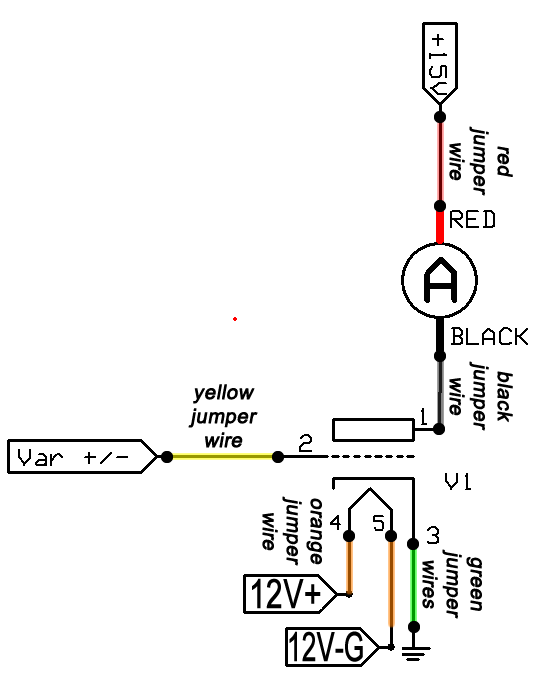 +15V
red
jumper
wire
RED
A
BLACK
black
jumper
wire
1
yellow
jumper
wire
2
Var +/-
V1
orange
jumper
wire
4
5
3
green
jumper
wires
12V+
12V-G